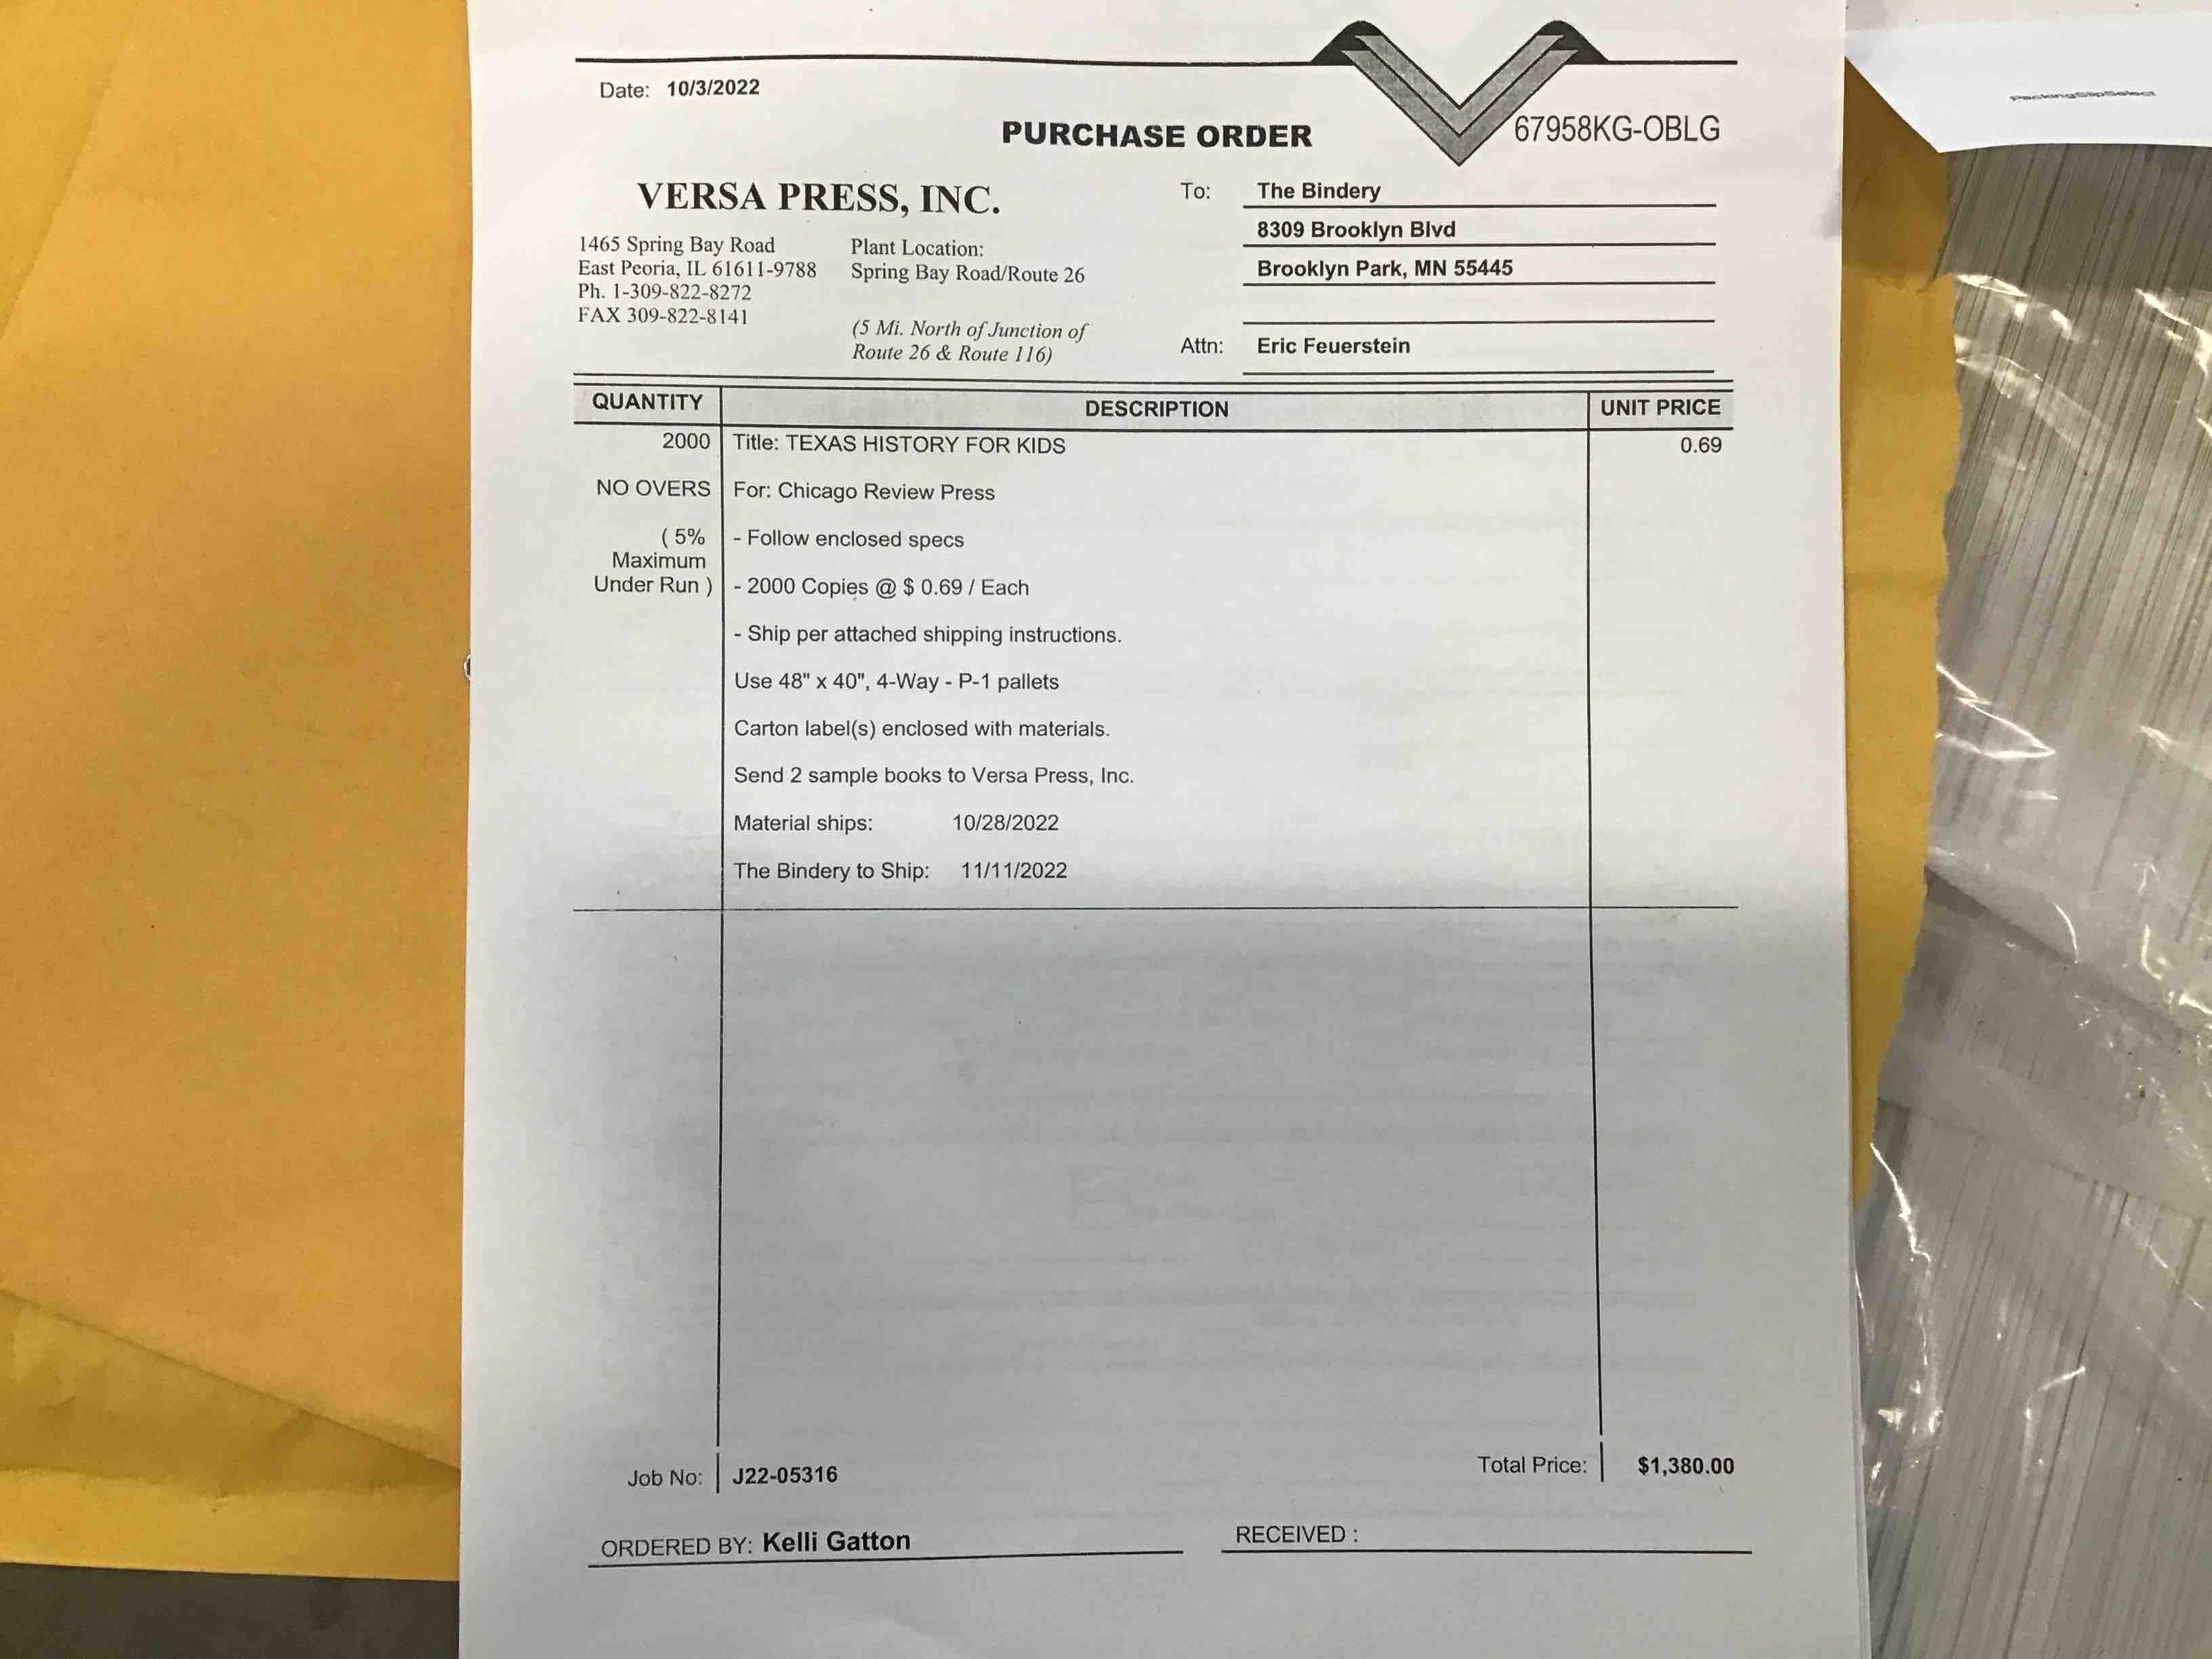 PackingSlipSelect
Date: 10/3/2022
PURCHASE ORDER
67958KG-OBLG
VERSA PRESS, INC.
1465 Spring Bay Road
East Peoria, IL 61611-9788
Ph. 1-309-822-8272
FAX 309-822-8141
Plant Location:
Spring Bay Road/Route 26
(5 Mi. North of Junction of
Route 26 & Route 116)
To: The Bindery
8309 Brooklyn Blvd
Brooklyn Park, MN 55445
Attn: Eric Feuerstein
QUANTITY DESCRIPTION UNIT PRICE
2000 Title: TEXAS HISTORY FOR KIDS 0.69
NO OVERS For: Chicago Review Press
( 5% - Follow enclosed specs
Maximum
Under Run ) - 2000 Copies @ $ 0.69 / Each
- Ship per attached shipping instructions.
Use 48" x 40", 4-Way - P-1 pallets
Carton label(s) enclosed with materials.
Send 2 sample books to Versa Press, Inc.
Material ships: 10/28/2022
The Bindery to Ship: 11/11/2022
Job No: J22-05316 Total Price: $1,380.00
ORDERED BY: Kelli Gatton RECEIVED :